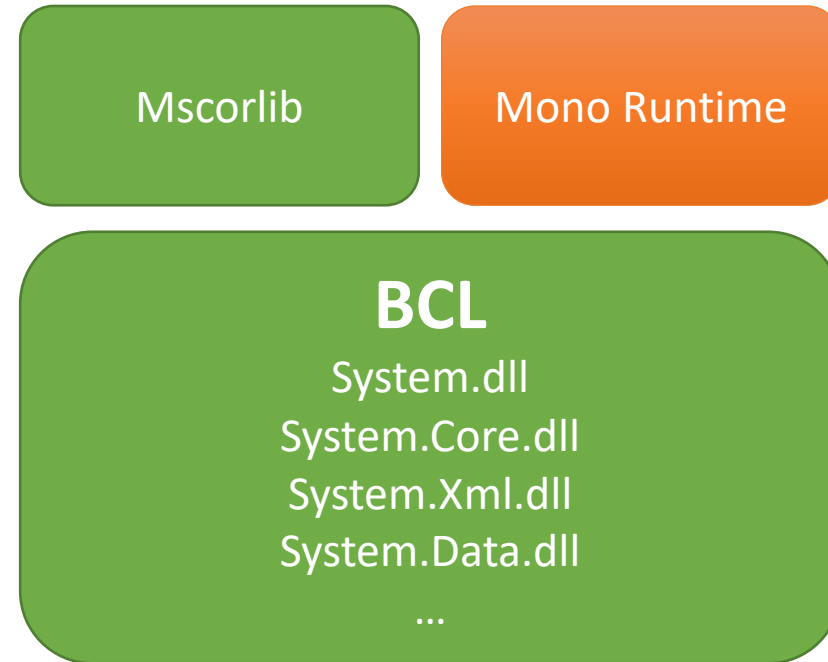 Mscorlib
Mono Runtime
BCL
System.dll
System.Core.dll
System.Xml.dll
System.Data.dll
...